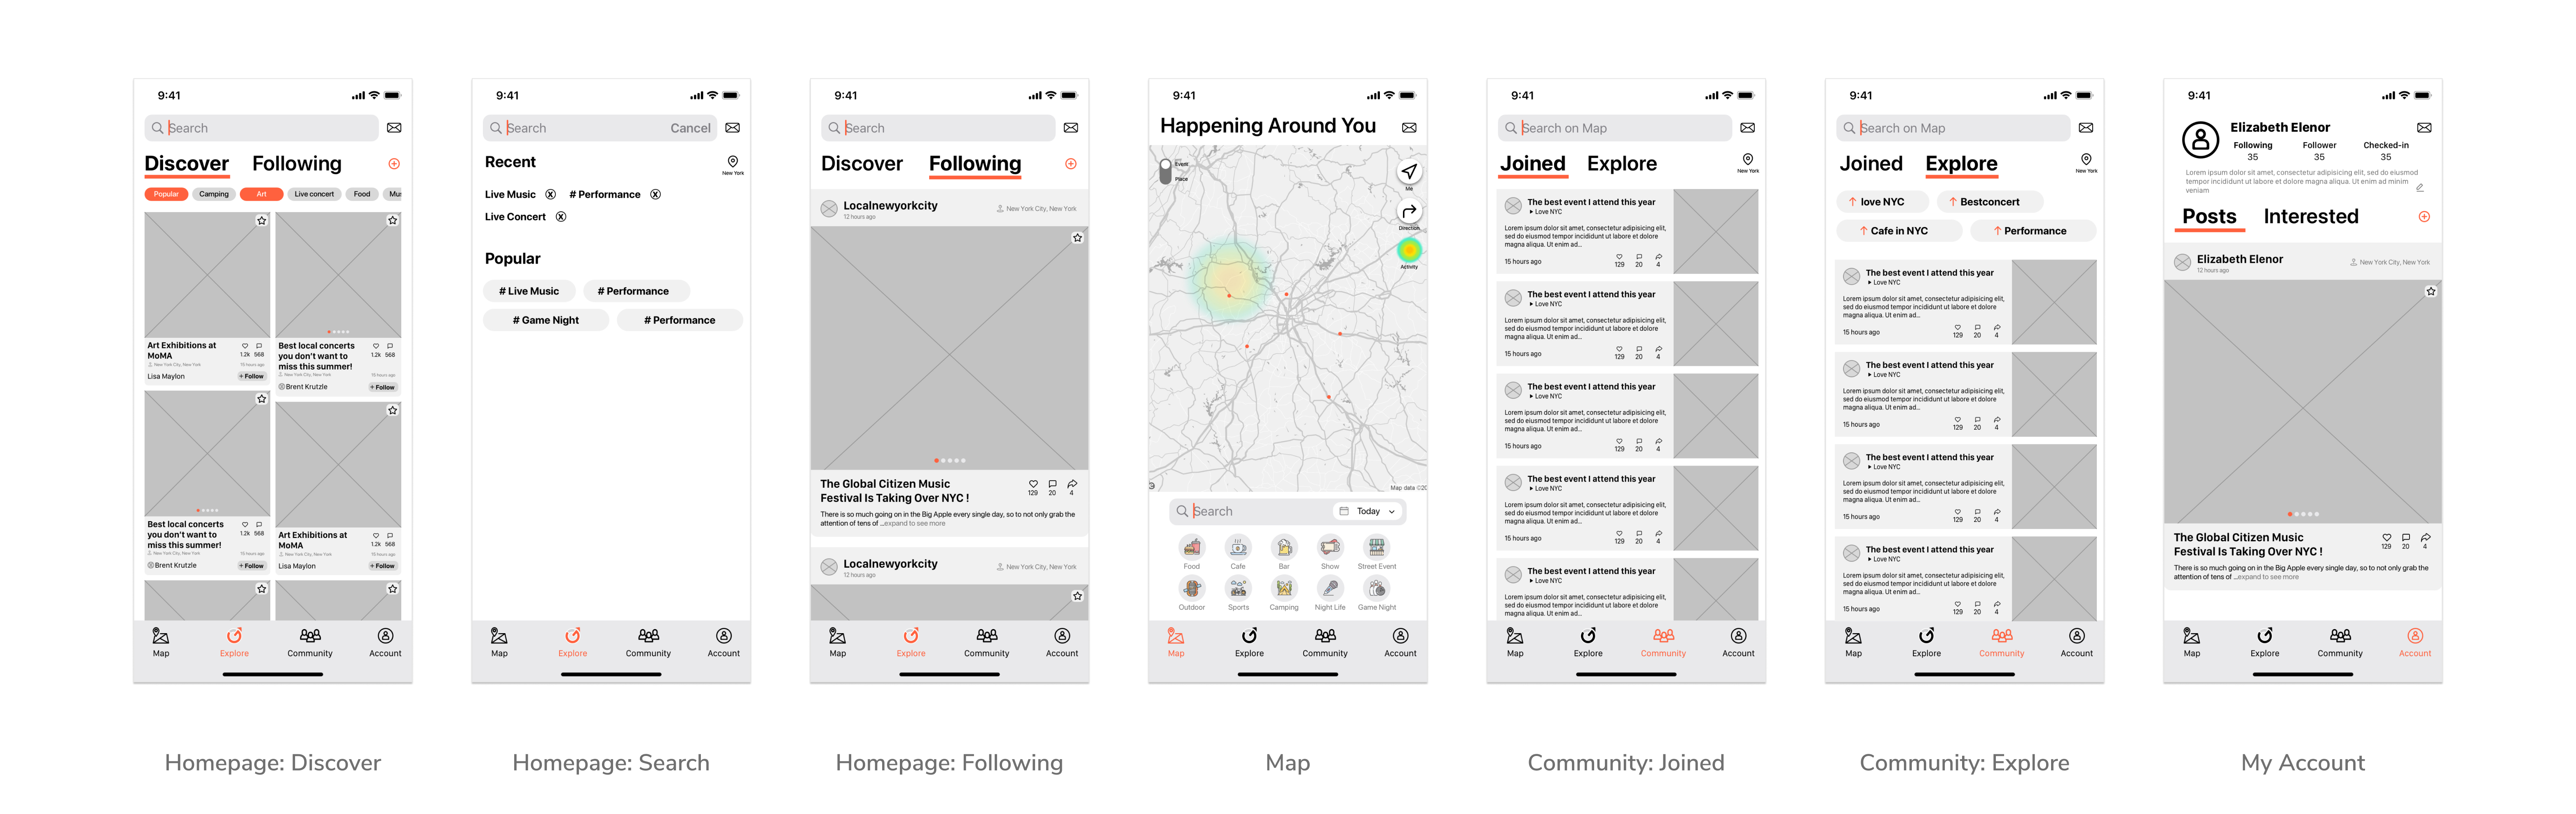 9:41
Search
Discover Following
Popular Camping Art Live concert Food Mus
Art Exhibitions at
MoMA
1.2k 568
New York City, New York 15 hours ago
Lisa Maylon + Follow
Best local concerts
you don't want to
miss this summer!
1.2k 568
New York City, New York 15 hours ago
Brent Krutzle + Follow
Best local concerts
you don't want to
miss this summer!
1.2k 568
New York City, New York 15 hours ago
Brent Krutzle + Follow
Art Exhibitions at
MoMA
1.2k 568
New York City, New York 15 hours ago
Lisa Maylon + Follow
Map Explore Community Account
Homepage: Discover
9:41
Search Cancel
Recent
New York
Live Music # Performance
Live Concert
Popular
# Live Music # Performance
# Game Night # Performance
Map Explore Community Account
Homepage: Search
9:41
Search
Discover Following
Localnewyorkcity
12 hours ago
New York City, New York
The Global Citizen Music
Festival Is Taking Over NYC !
129 20 4
There is so much going on in the Big Apple every single day, so to not only grab the
attention of tens of ...expand to see more
Localnewyorkcity
12 hours ago
New York City, New York
Map Explore Community Account
Homepage: Following
9:41
Happening Around You
Event
Place
Me
Direction
Activity
Map data ©20
Search Today
Food Cafe Bar Show Street Event
Outdoor Sports Camping Night Life Game Night
Map Explore Community Account
Map
9:41
Search on Map
Joined Explore
New York
The best event I attend this year
Love NYC
Lorem ipsum dolor sit amet, consectetur adipisicing elit,
sed do eiusmod tempor incididunt ut labore et dolore
magna aliqua. Ut enim ad...
15 hours ago 129 20 4
The best event I attend this year
Love NYC
Lorem ipsum dolor sit amet, consectetur adipisicing elit,
sed do eiusmod tempor incididunt ut labore et dolore
magna aliqua. Ut enim ad...
15 hours ago 129 20 4
The best event I attend this year
Love NYC
Lorem ipsum dolor sit amet, consectetur adipisicing elit,
sed do eiusmod tempor incididunt ut labore et dolore
magna aliqua. Ut enim ad...
15 hours ago 129 20 4
The best event I attend this year
Love NYC
Lorem ipsum dolor sit amet, consectetur adipisicing elit,
sed do eiusmod tempor incididunt ut labore et dolore
magna aliqua. Ut enim ad...
15 hours ago 129 20 4
The best event I attend this year
Love NYC
Lorem ipsum dolor sit amet, consectetur adipisicing elit,
sed do eiusmod tempor incididunt ut labore et dolore
magna aliqua. Ut enim ad...
Map Explore Community Account
Community: Joined
9:41
Search on Map
Joined Explore
New York
love NYC Bestconcert
Cafe in NYC Performance
The best event I attend this year
Love NYC
Lorem ipsum dolor sit amet, consectetur adipisicing elit,
sed do eiusmod tempor incididunt ut labore et dolore
magna aliqua. Ut enim ad...
15 hours ago 129 20 4
The best event I attend this year
Love NYC
Lorem ipsum dolor sit amet, consectetur adipisicing elit,
sed do eiusmod tempor incididunt ut labore et dolore
magna aliqua. Ut enim ad...
15 hours ago 129 20 4
The best event I attend this year
Love NYC
Lorem ipsum dolor sit amet, consectetur adipisicing elit,
sed do eiusmod tempor incididunt ut labore et dolore
magna aliqua. Ut enim ad...
15 hours ago 129 20 4
The best event I attend this year
Love NYC
Lorem ipsum dolor sit amet, consectetur adipisicing elit,
sed do eiusmod tempor incididunt ut labore et dolore
magna aliqua. Ut enim ad...
15 hours ago 129 20 4
Map Explore Community Account
Community: Explore
9:41
Elizabeth Elenor
Following Follower Checked-in
35 35 35
Lorem ipsum dolor sit amet, consectetur adipisicing elit, sed do eiusmod
tempor incididunt ut labore et dolore magna aliqua. Ut enim ad minim
veniam
Posts Interested
Elizabeth Elenor
12 hours ago
New York City, New York
The Global Citizen Music
Festival Is Taking Over NYC !
129 20 4
There is so much going on in the Big Apple every single day, so to not only grab the
attention of tens of ...expand to see more
Map Explore Community Account
My Account